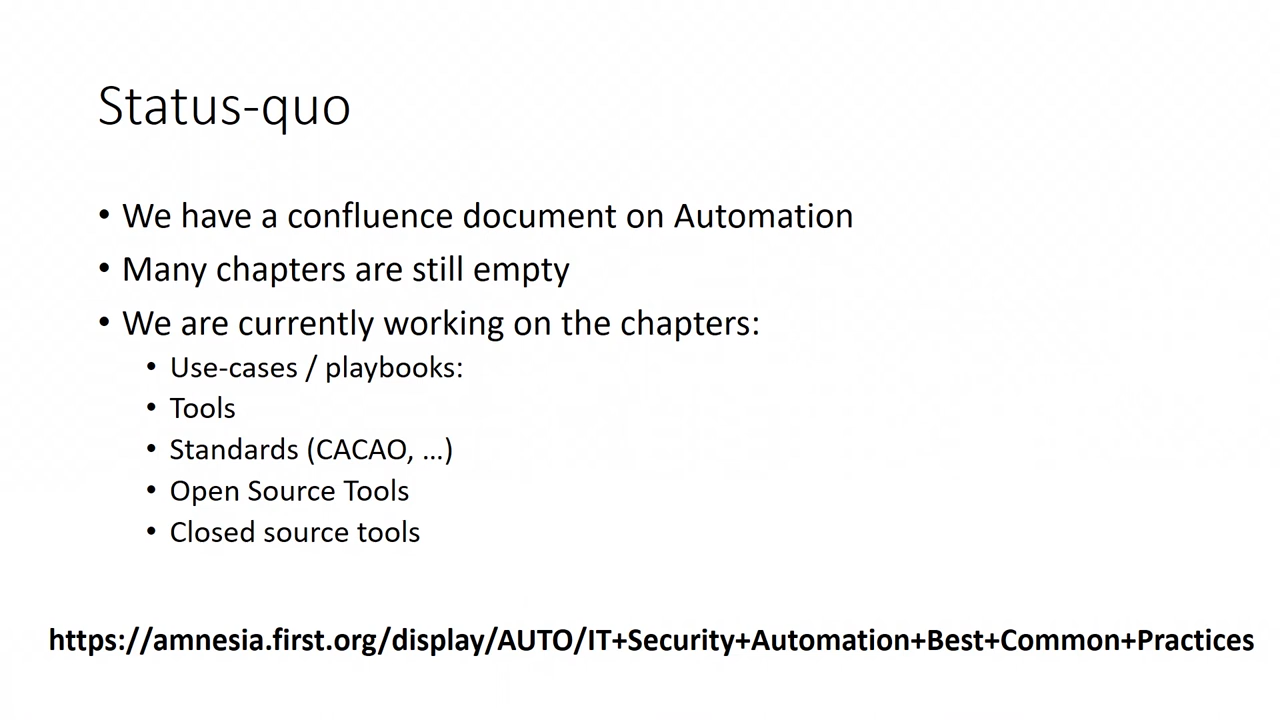 Status-quo
• We have a confluence document on Automation
• Many chapters are still empty
• We are currently working on the chapters:
• Use-cases / playbooks:
• Tools
• Standards (CACAO, …)
• Open Source Tools
• Closed source tools
https://amnesia.first.org/display/AUTO/IT+Security+Automation+Best+Common+Practices